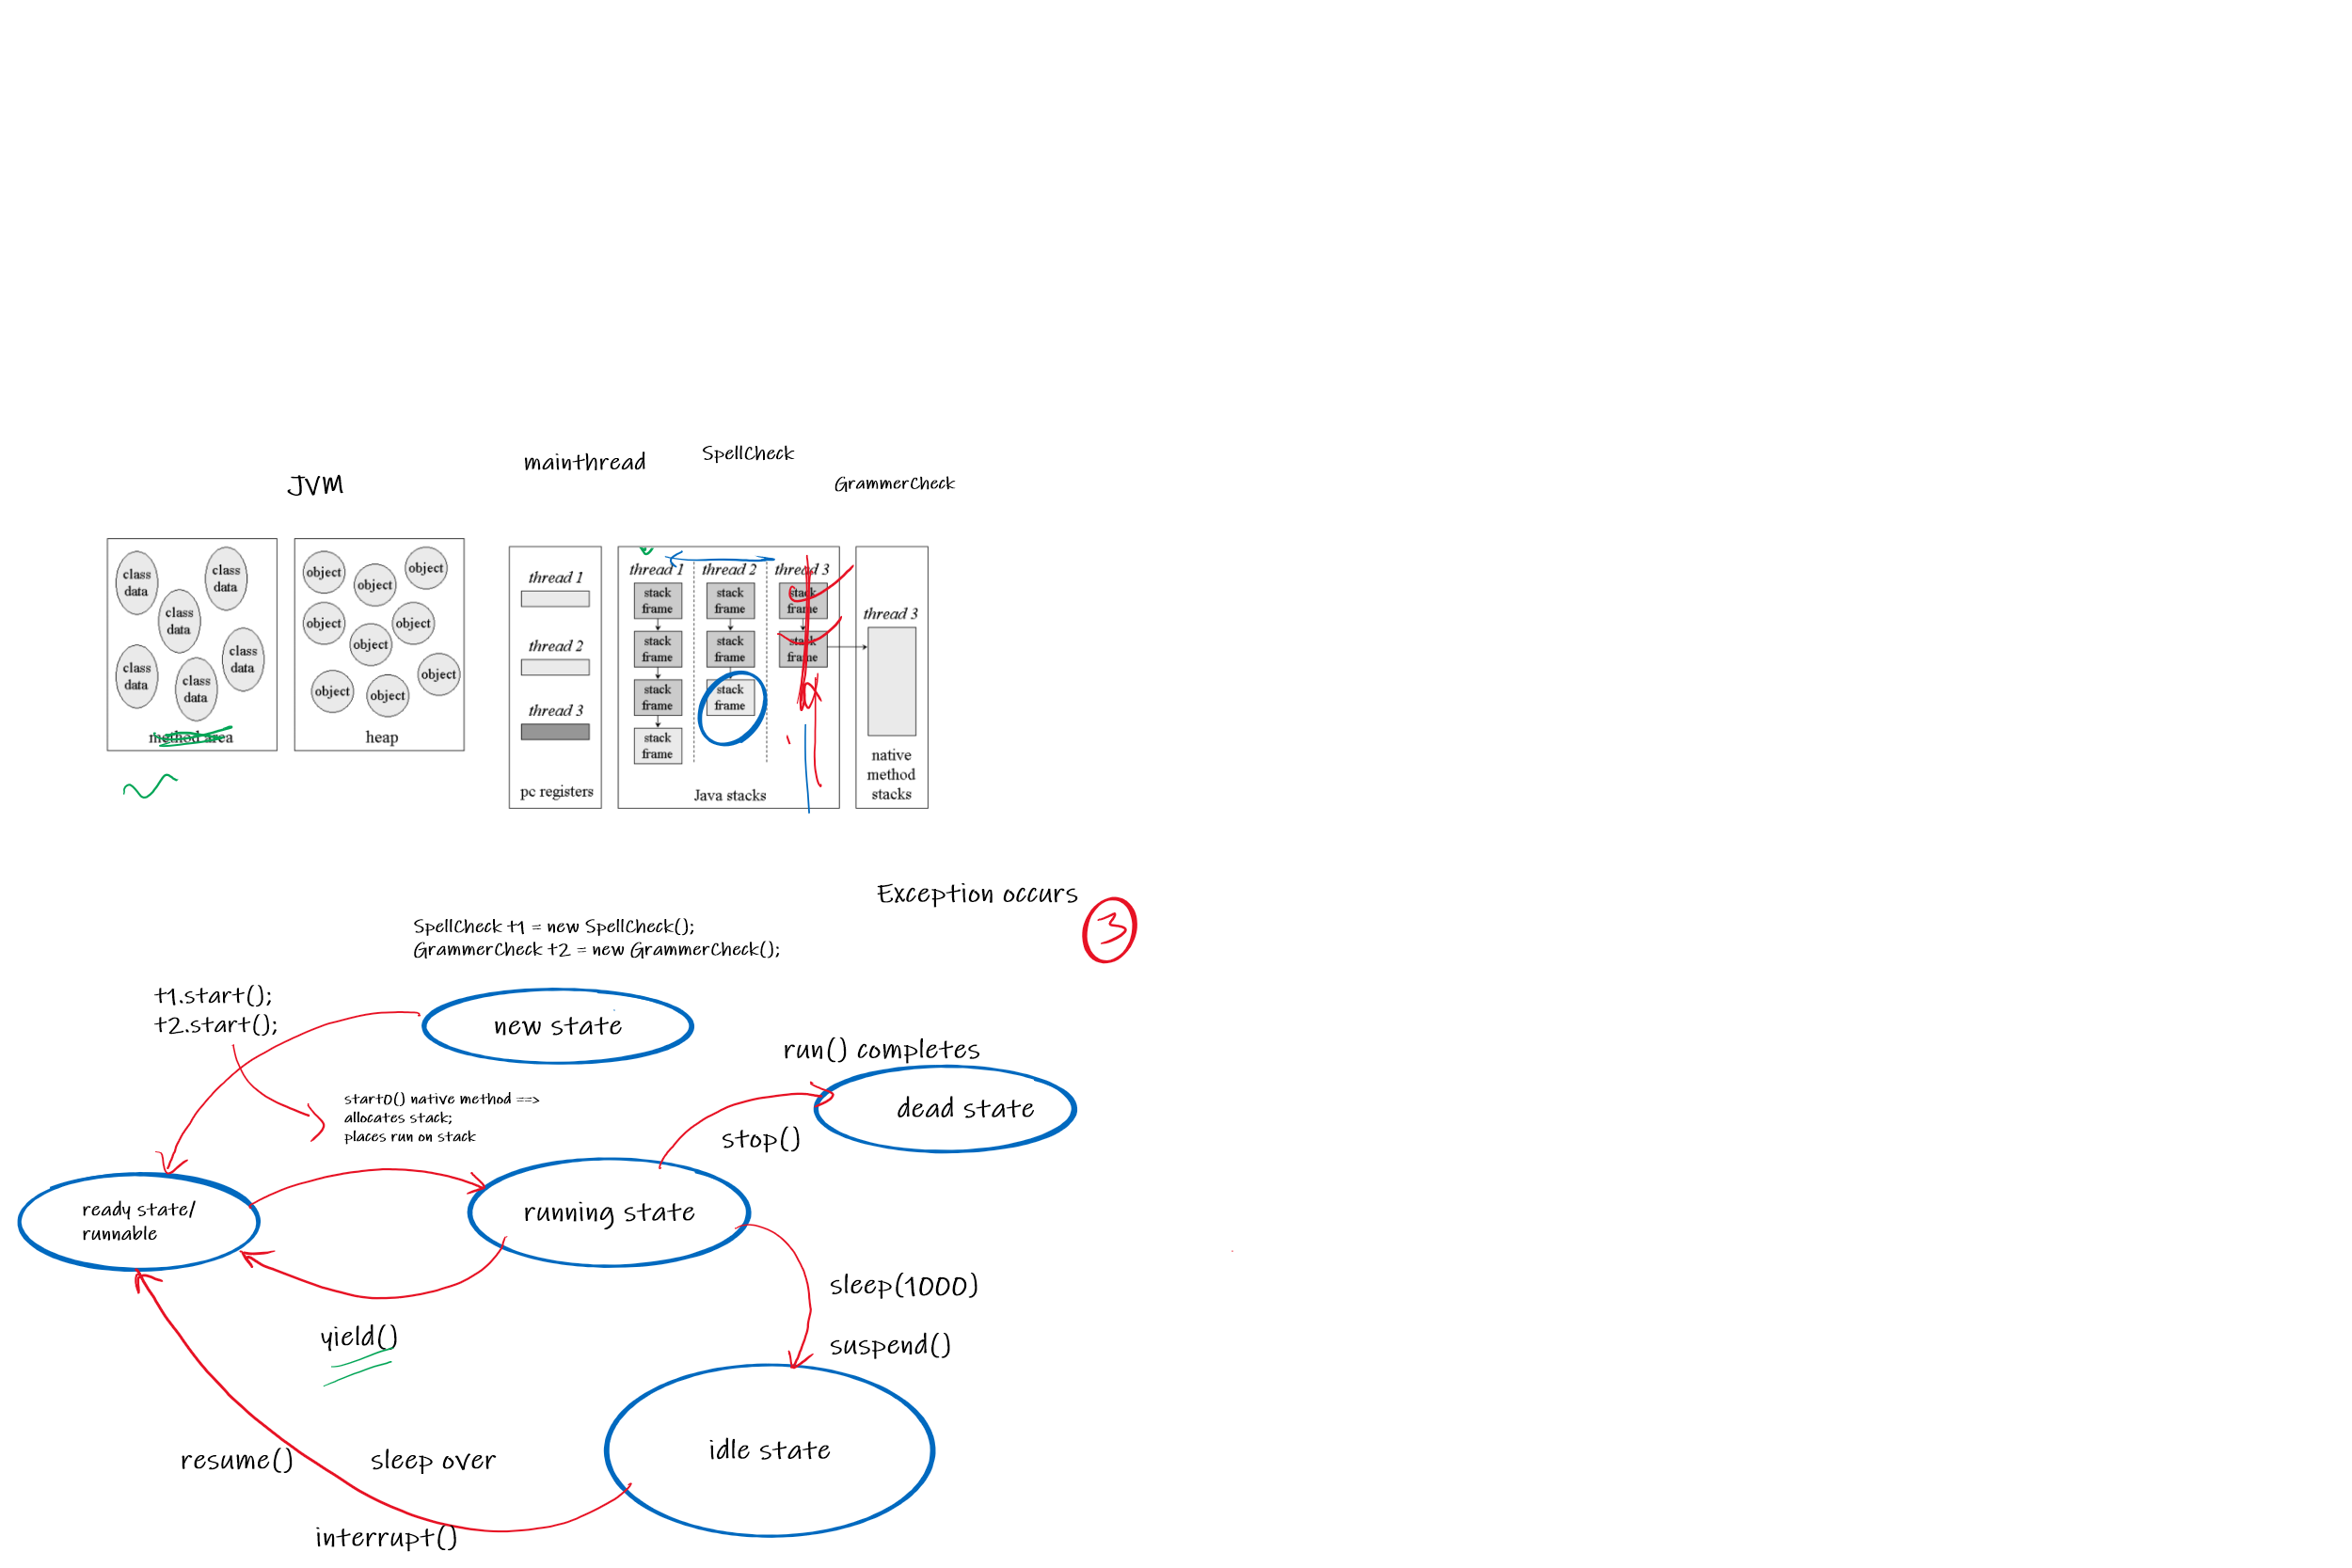 JVM
mainthread
SpellCheck
GrammerCheck
class
data
class
data
class
data
class
data
class
data
class
data
method area
object
object
object
object
object
object
object
object
object
heap
thread 1
thread 2
thread 3
pc registers
thread 1
thread 2
thread 3
stack
frame
stack
frame
stack
frame
stack
frame
stack
frame
stack
frame
stack
frame
stack
frame
stack
frame
Java stacks
thread 3
native
method
stacks
Exception occurs
3
SpellCheck t1 = new SpellCheck();
GrammerCheck t2 = new GrammerCheck();
t1.start();
t2.start();
new state
run() completes
start0() native method ==>
allocates stack;
places run on stack
dead state
stop()
ready state/
runnable
running state
sleep(1000)
yield()
suspend()
resume()
sleep over
idle state
interrupt()